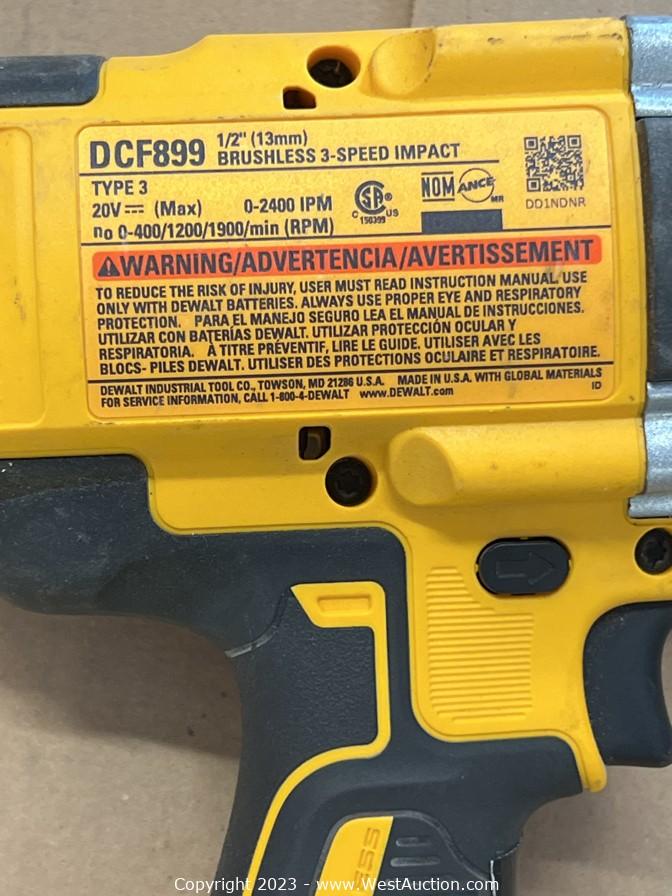 DCF899 1/2" (13mm)
BRUSHLESS 3-SPEED IMPACT
TYPE 3
20V (Max) 0-2400 IPM
no 0-400/1200/1900/min (RPM)
C US
150399
NOM ANCE MR
DD1NDNR
WARNING/ADVERTENCIA/AVERTISSEMENT
TO REDUCE THE RISK OF INJURY, USER MUST READ INSTRUCTION MANUAL. USE
ONLY WITH DEWALT BATTERIES. ALWAYS USE PROPER EYE AND RESPIRATORY
PROTECTION. PARA EL MANEJO SEGURO LEA EL MANUAL DE INSTRUCCIONES.
UTILIZAR CON BATERÍAS DEWALT. UTILIZAR PROTECCIÓN OCULAR Y
RESPIRATORIA. À TITRE PRÉVENTIF, LIRE LE GUIDE. UTILISER AVEC LES
BLOCS- PILES DEWALT. UTILISER DES PROTECTIONS OCULAIRE ET RESPIRATOIRE.
DEWALT INDUSTRIAL TOOL CO., TOWSON, MD 21286 U.S.A. MADE IN U.S.A. WITH GLOBAL MATERIALS
FOR SERVICE INFORMATION, CALL 1-800-4-DEWALT www.DEWALT.com ID
Copyright © 2023 - www.WestAuction.com